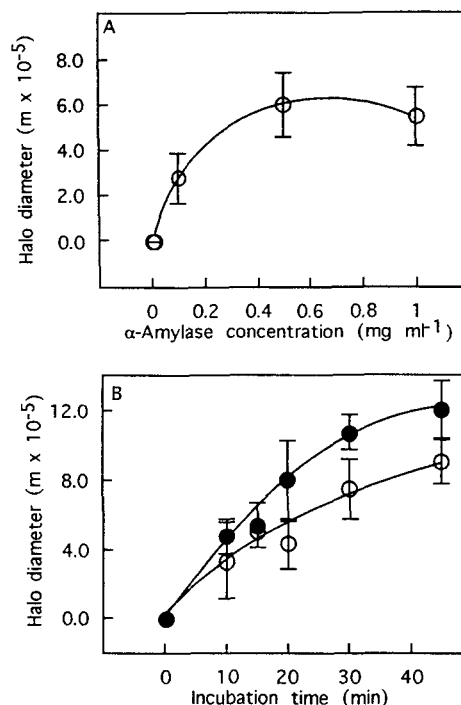 A
Halo diameter (m x 10⁻⁵)
8.0
6.0
4.0
2.0
0.0
0 0.2 0.4 0.6 0.8 1
α-Amylase concentration (mg ml⁻¹)
B
Halo diameter (m x 10⁻⁵)
12.0
8.0
4.0
0.0
0 10 20 30 40
Incubation time (min)